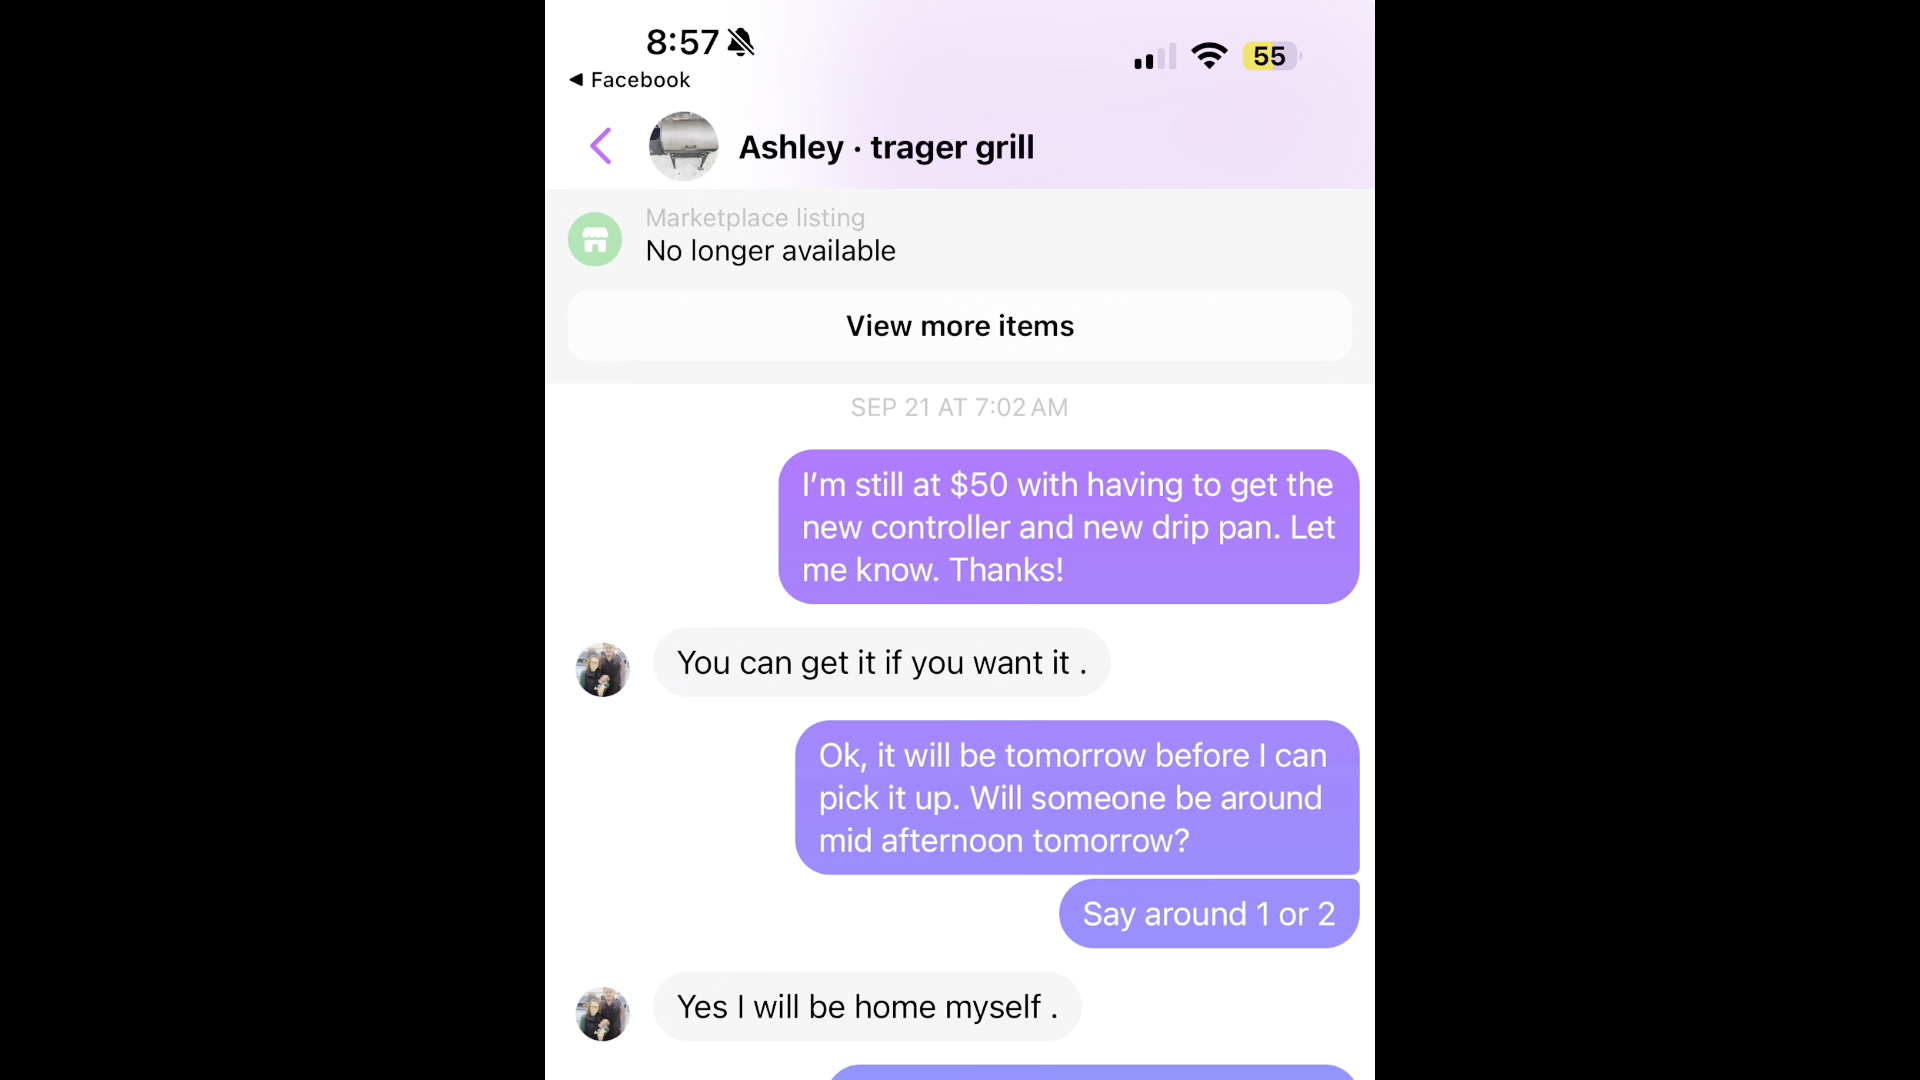 8:57
55
◀ Facebook
Ashley · trager grill
Marketplace listing
No longer available
View more items
SEP 21 AT 7:02 AM
I’m still at $50 with having to get the
new controller and new drip pan. Let
me know. Thanks!
You can get it if you want it .
Ok, it will be tomorrow before I can
pick it up. Will someone be around
mid afternoon tomorrow?
Say around 1 or 2
Yes I will be home myself .